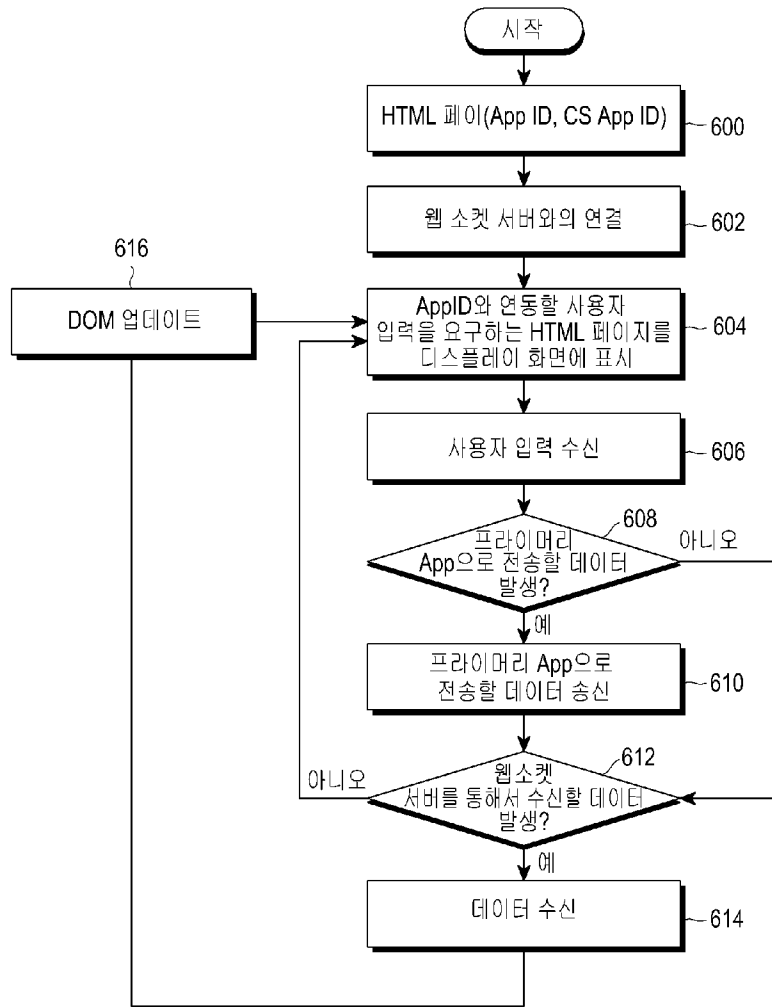 시작
HTML 페이(App ID, CS App ID)
600
웹 소켓 서버와의 연결
602
616
DOM 업데이트
AppID와 연동할 사용자
입력을 요구하는 HTML 페이지를
디스플레이 화면에 표시
604
사용자 입력 수신
606
608
프라이머리
App으로 전송할 데이터
발생?
아니오
예
프라이머리 App으로
전송할 데이터 송신
610
612
아니오
웹소켓
서버를 통해서 수신할 데이터
발생?
예
데이터 수신
614